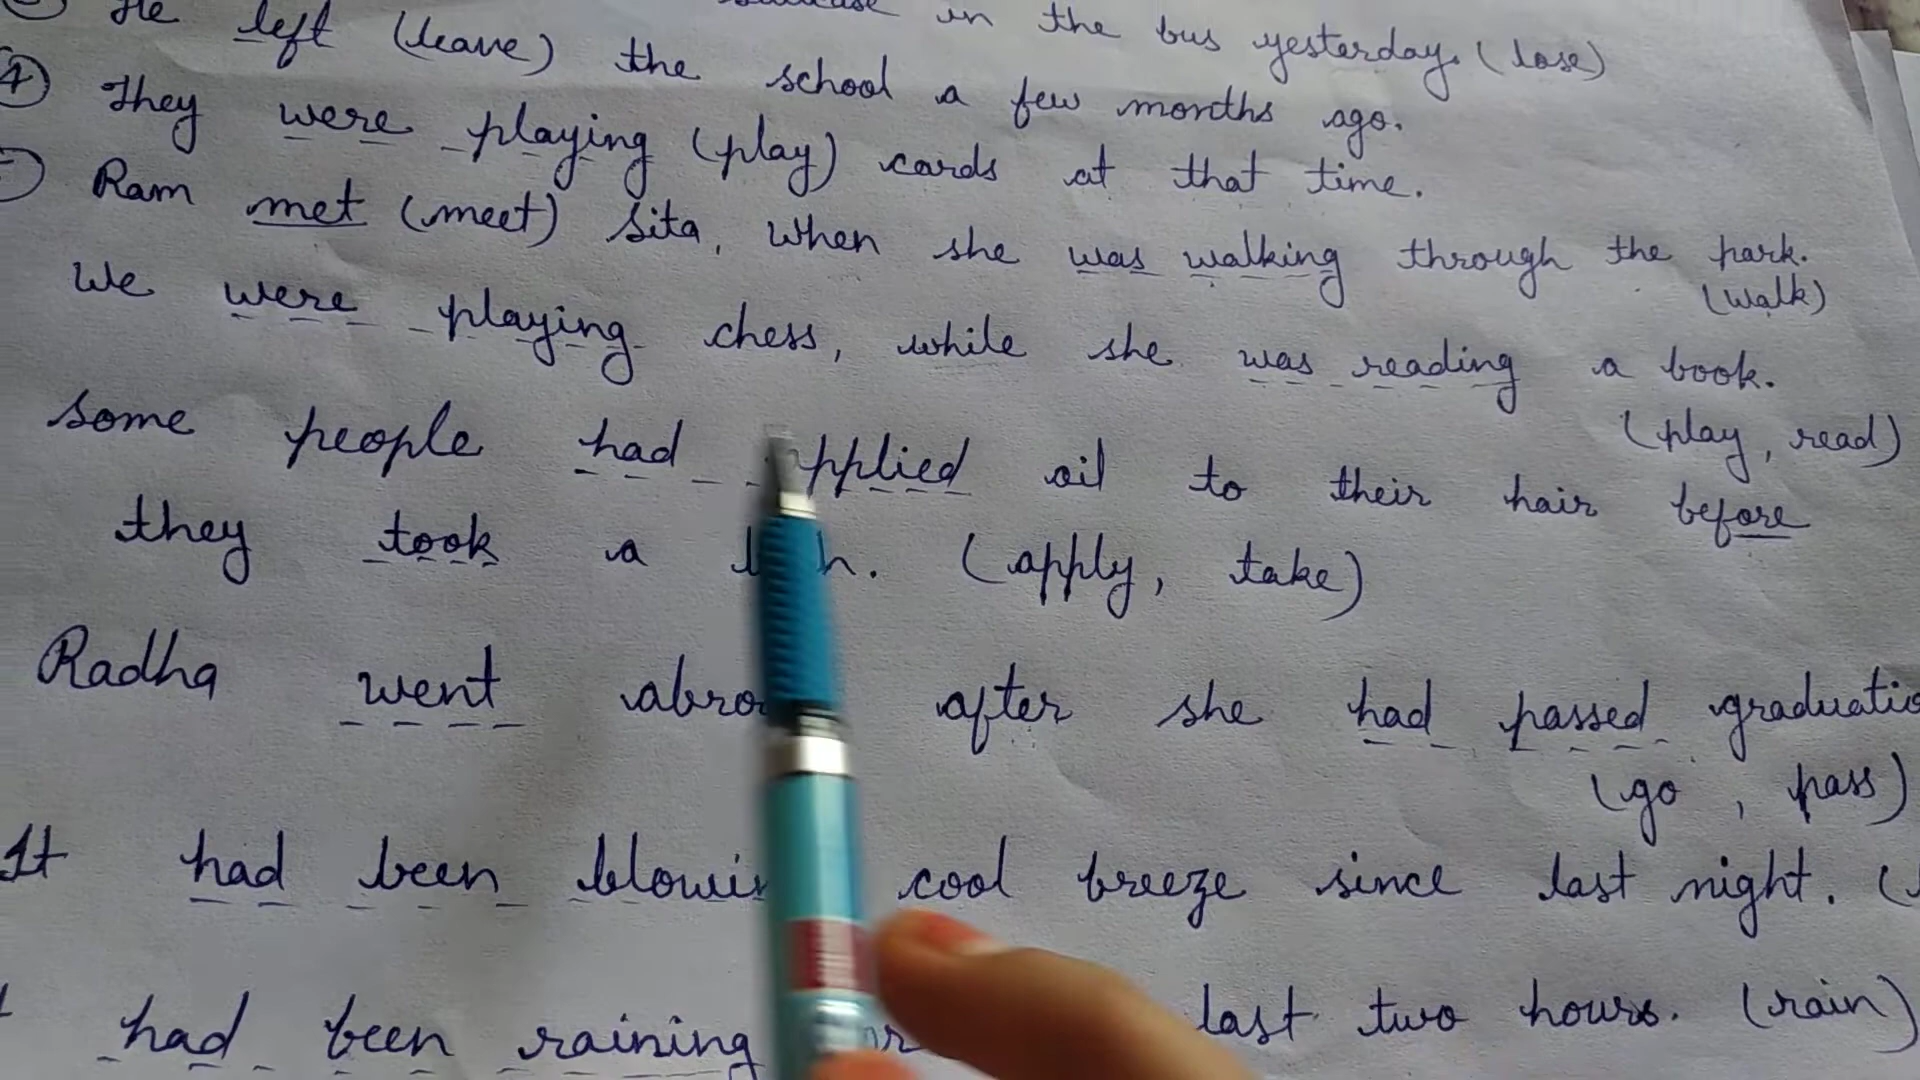 in the bus yesterday. (lose)
He left (leave) the school a few months ago.
4 They were playing (play) cards at that time.
Ram met (meet) Sita, when she was walking through the park.
(walk)
We were playing chess, while she was reading a book.
(play, read)
Some people had applied oil to their hair before
they took a . (apply, take)
Radha went after she had passed
(go, pass)
It had been cool breeze since last night. (
had been raining last two hours. (rain)